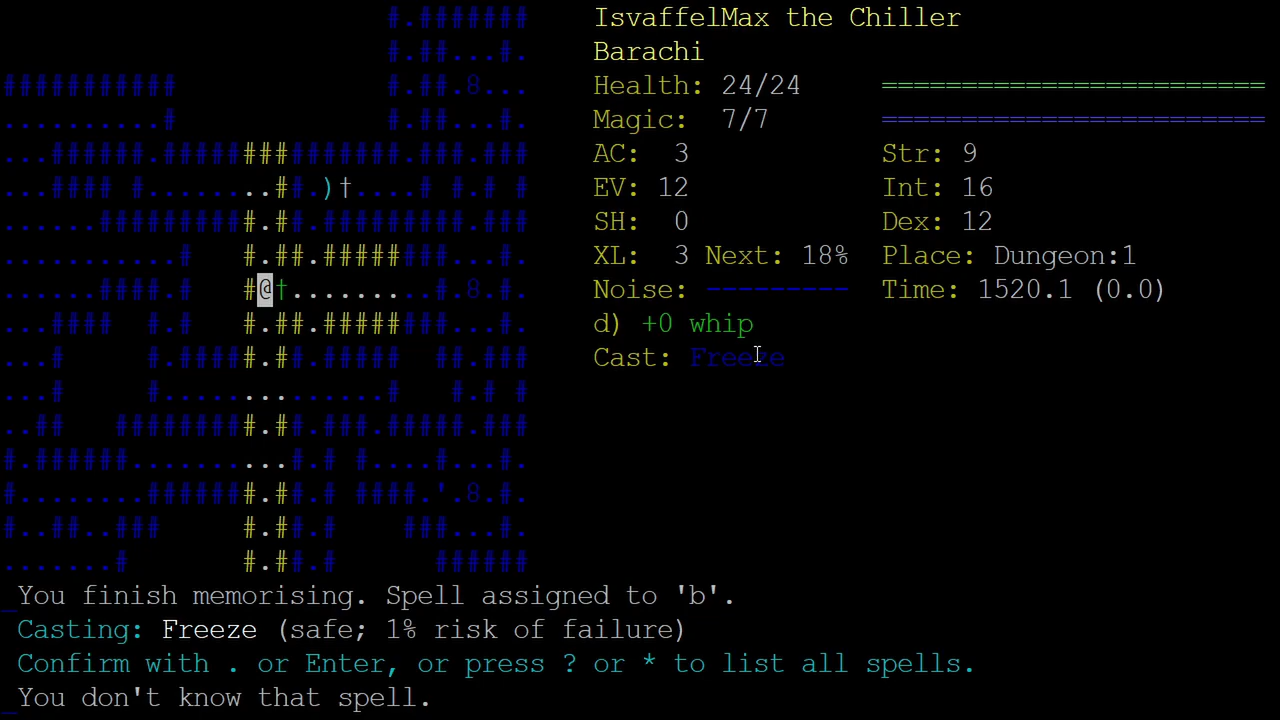 IsvaffelMax the Chiller
Barachi
Health: 24/24
Magic: 7/7
AC: 3 Str: 9
EV: 12 Int: 16
SH: 0 Dex: 12
XL: 3 Next: 18% Place: Dungeon:1
Noise: --------- Time: 1520.1 (0.0)
d) +0 whip
Cast: Freeze
You finish memorising. Spell assigned to 'b'.
Casting: Freeze (safe; 1% risk of failure)
Confirm with . or Enter, or press ? or * to list all spells.
You don't know that spell.